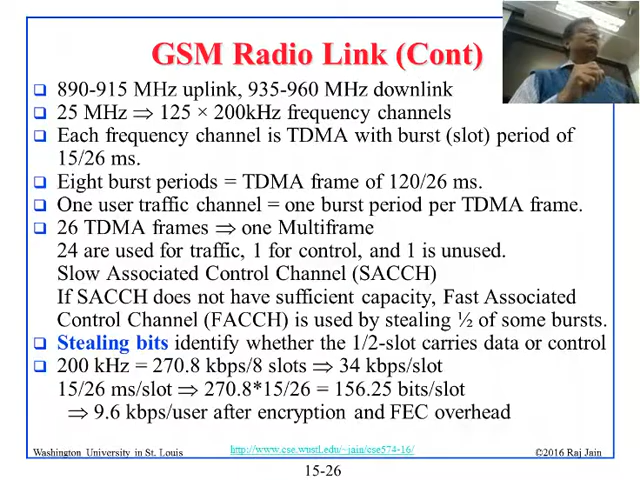 GSM Radio Link (Cont)
890-915 MHz uplink, 935-960 MHz downlink
25 MHz ⇒ 125 × 200kHz frequency channels
Each frequency channel is TDMA with burst (slot) period of
15/26 ms.
Eight burst periods = TDMA frame of 120/26 ms.
One user traffic channel = one burst period per TDMA frame.
26 TDMA frames ⇒ one Multiframe
24 are used for traffic, 1 for control, and 1 is unused.
Slow Associated Control Channel (SACCH)
If SACCH does not have sufficient capacity, Fast Associated
Control Channel (FACCH) is used by stealing ½ of some bursts.
Stealing bits identify whether the 1/2-slot carries data or control
200 kHz = 270.8 kbps/8 slots ⇒ 34 kbps/slot
15/26 ms/slot ⇒ 270.8*15/26 = 156.25 bits/slot
⇒ 9.6 kbps/user after encryption and FEC overhead
Washington University in St. Louis
http://www.cse.wustl.edu/~jain/cse574-16/
©2016 Raj Jain
15-26